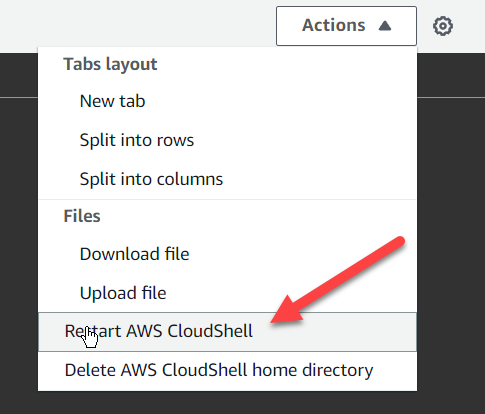 Actions
Tabs layout
New tab
Split into rows
Split into columns
Files
Download file
Upload file
Restart AWS CloudShell
Delete AWS CloudShell home directory